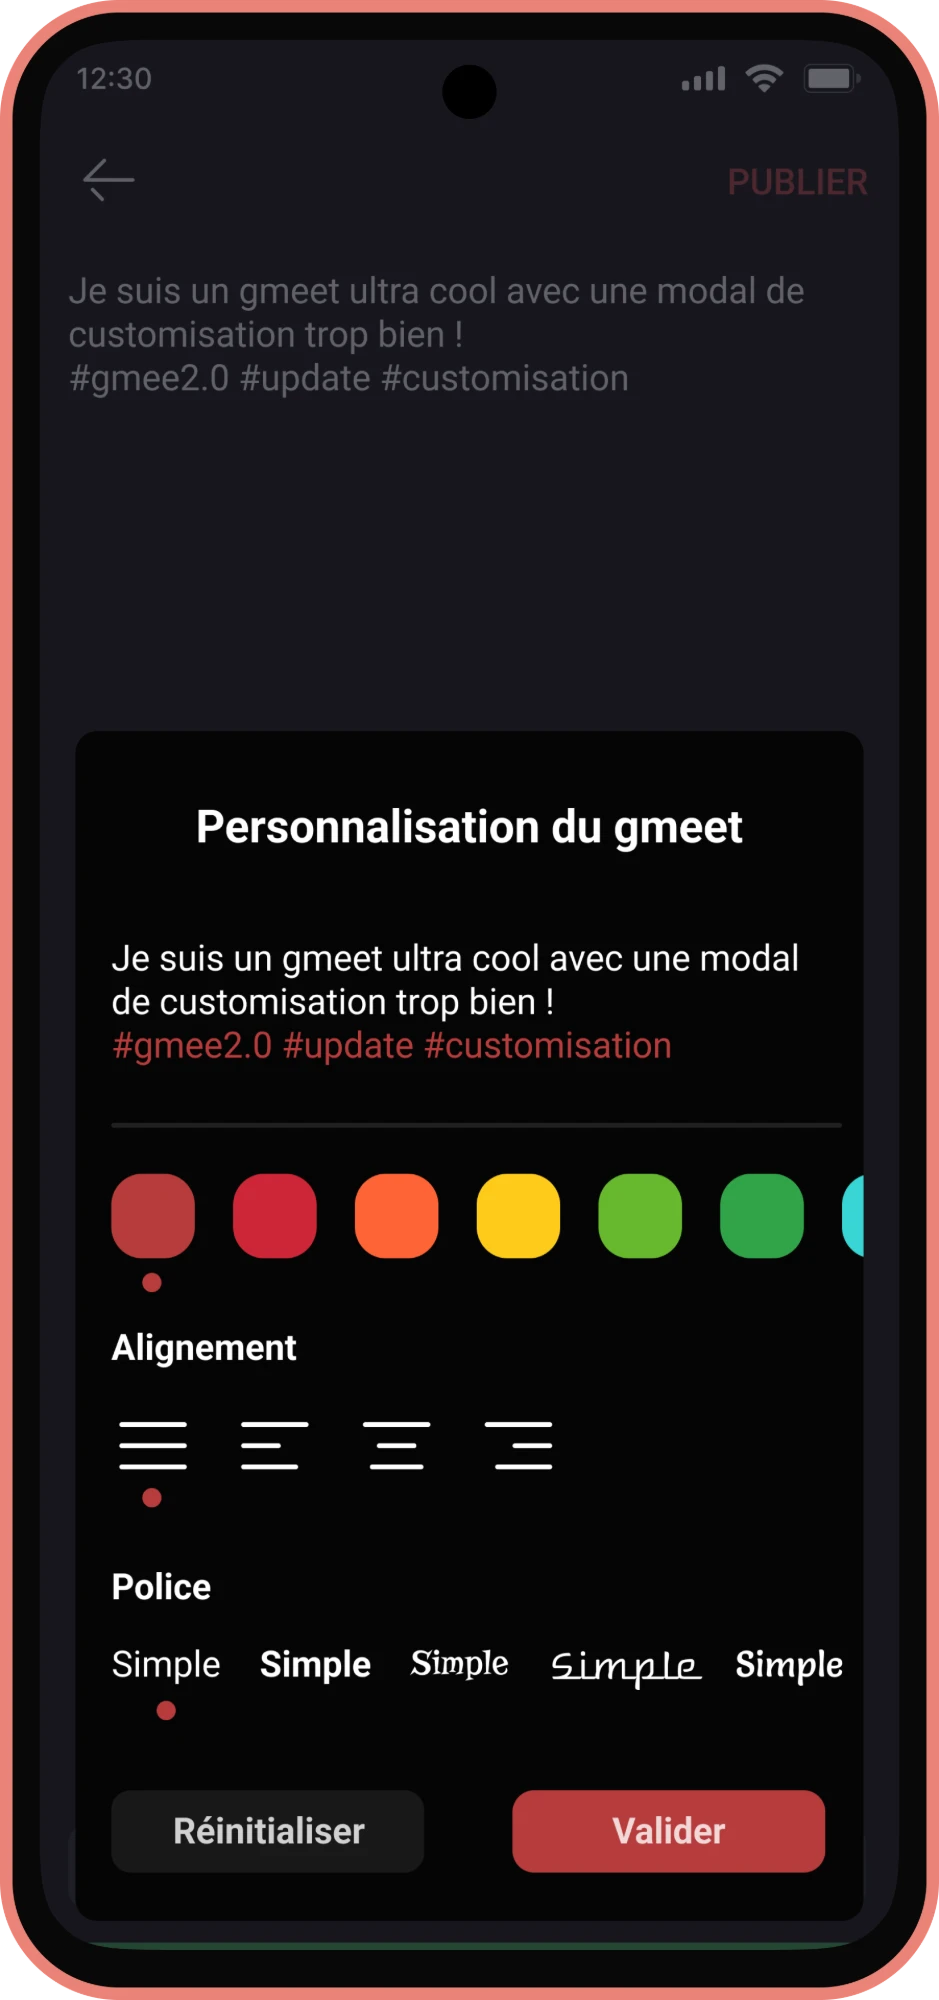 12:30
PUBLIER
Je suis un gmeet ultra cool avec une modal de
customisation trop bien !
#gmee2.0 #update #customisation
Personnalisation du gmeet
Je suis un gmeet ultra cool avec une modal
de customisation trop bien !
#gmee2.0 #update #customisation
Alignement
Police
Simple Simple Simple Simple Simple
Réinitialiser Valider